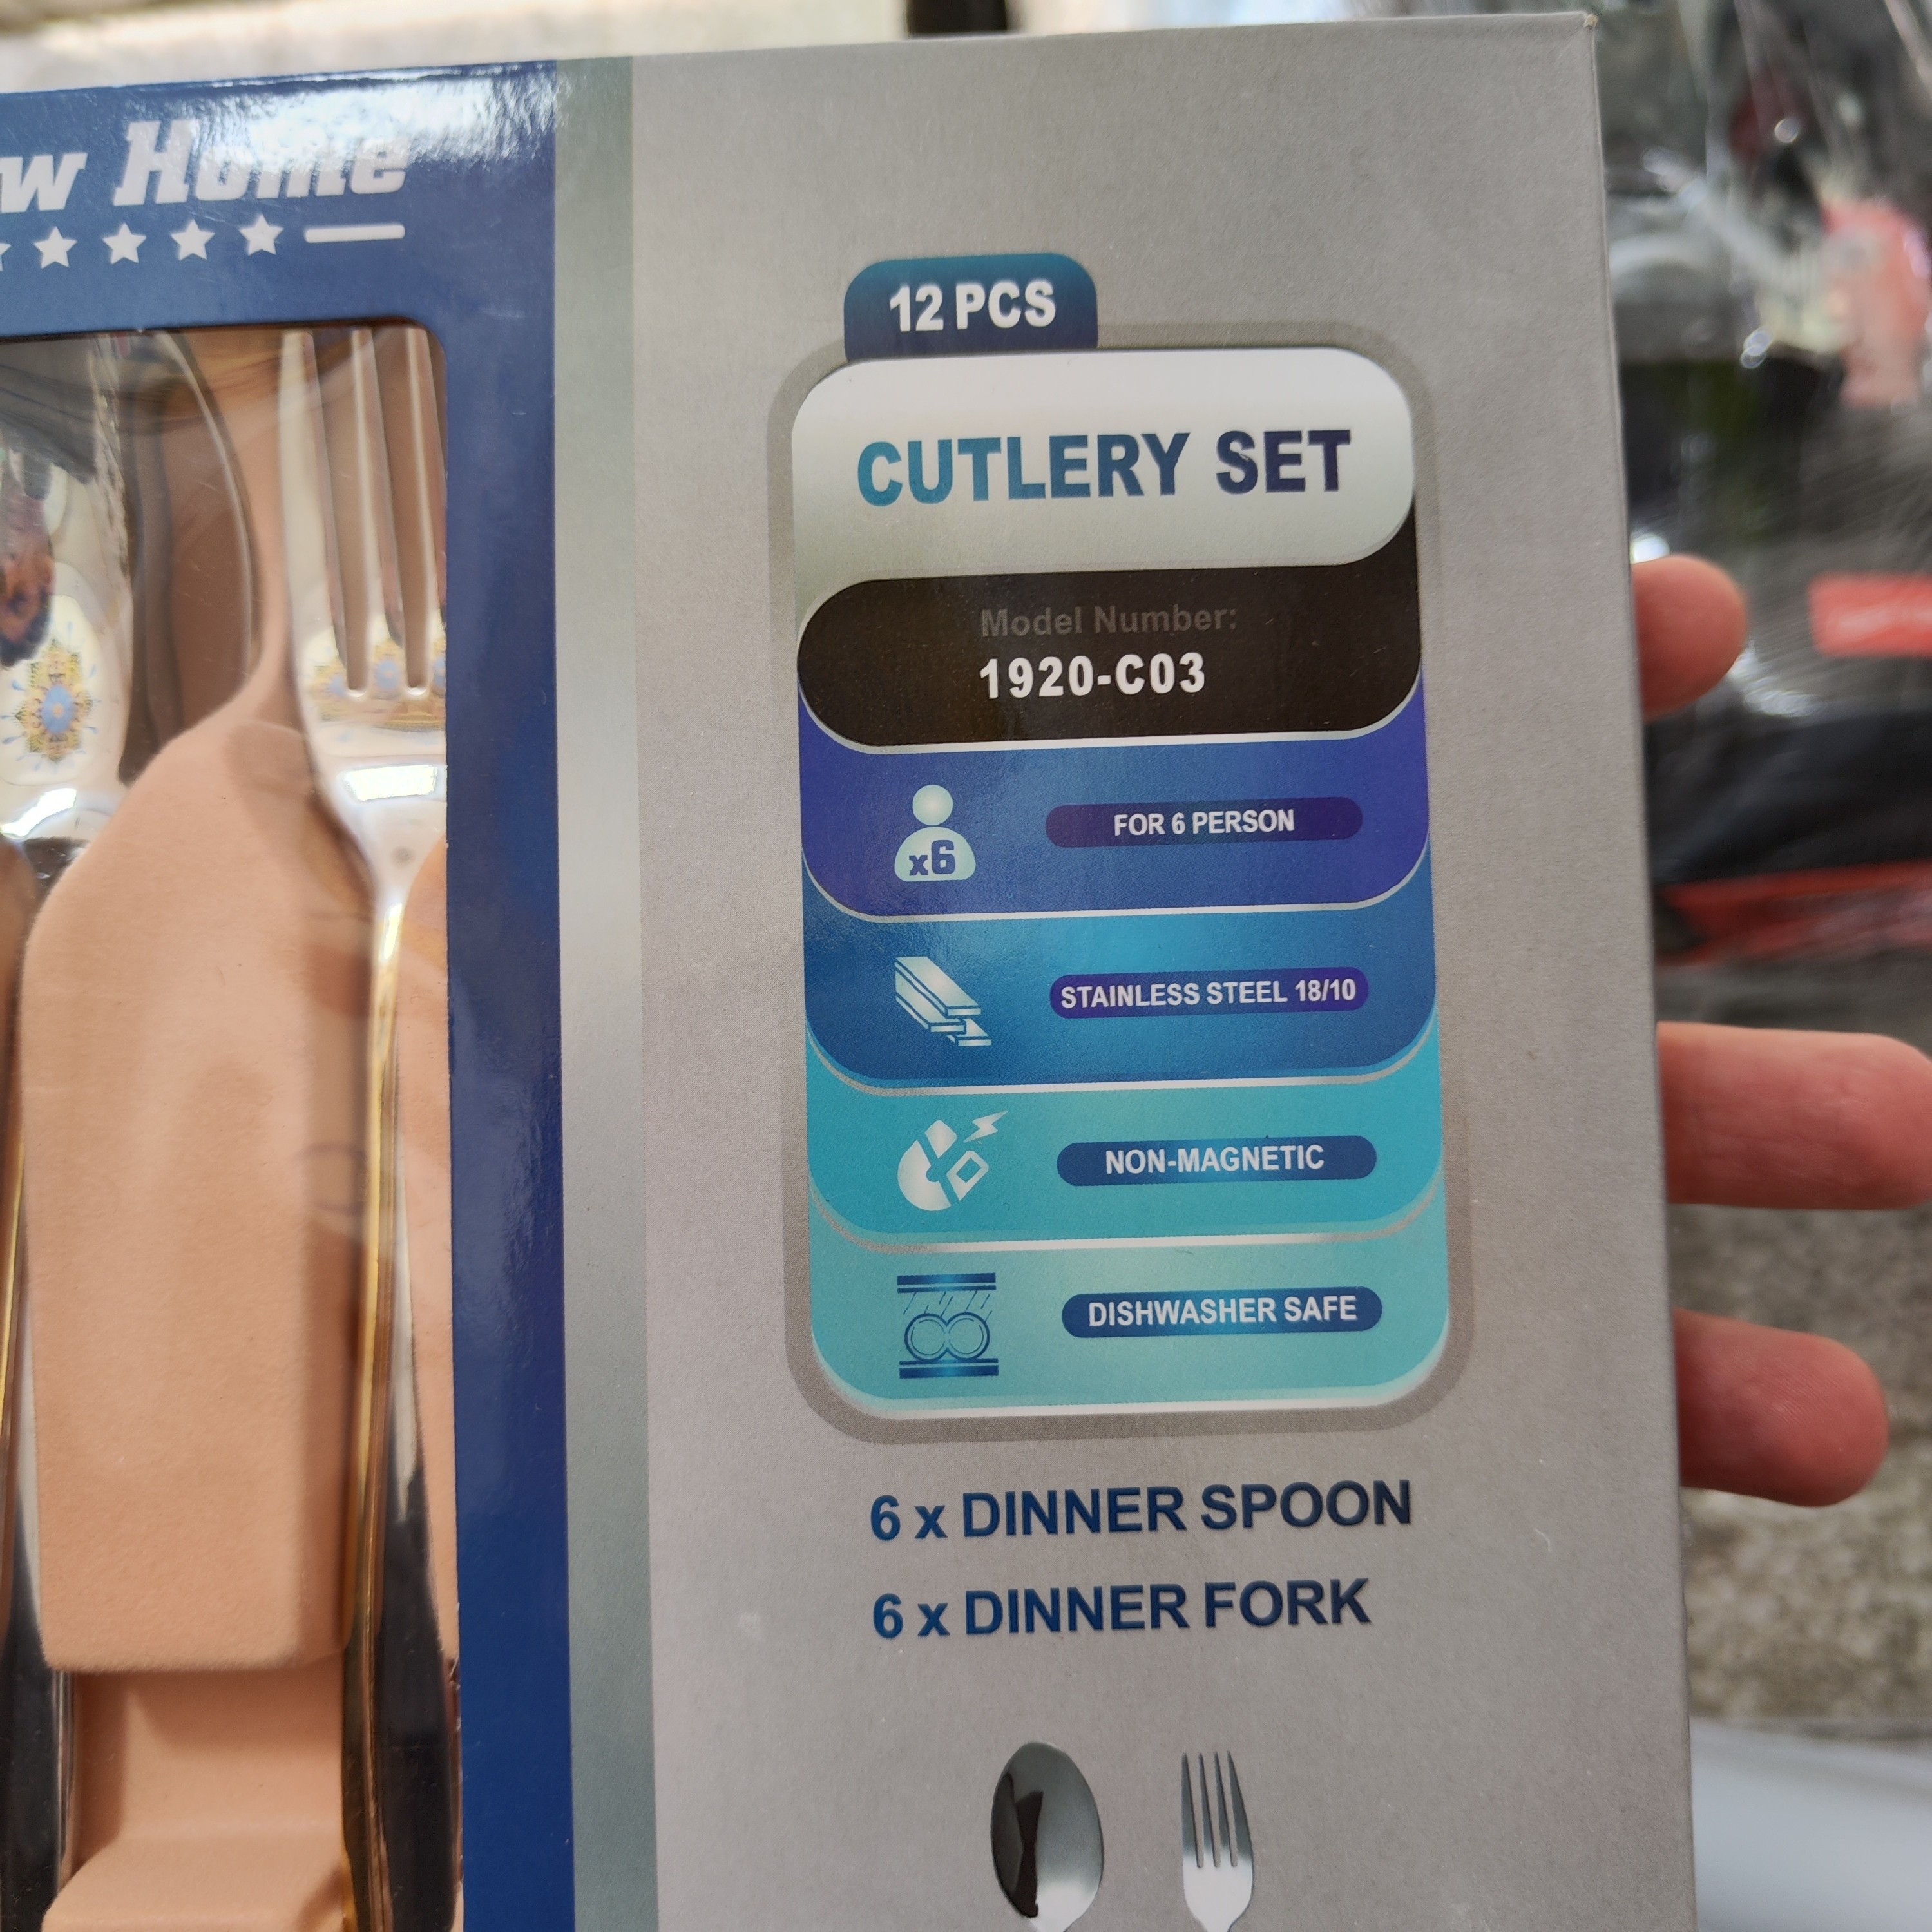 w Home
12 PCS
CUTLERY SET
Model Number:
1920-C03
x6
FOR 6 PERSON
STAINLESS STEEL 18/10
NON-MAGNETIC
DISHWASHER SAFE
6 x DINNER SPOON
6 x DINNER FORK